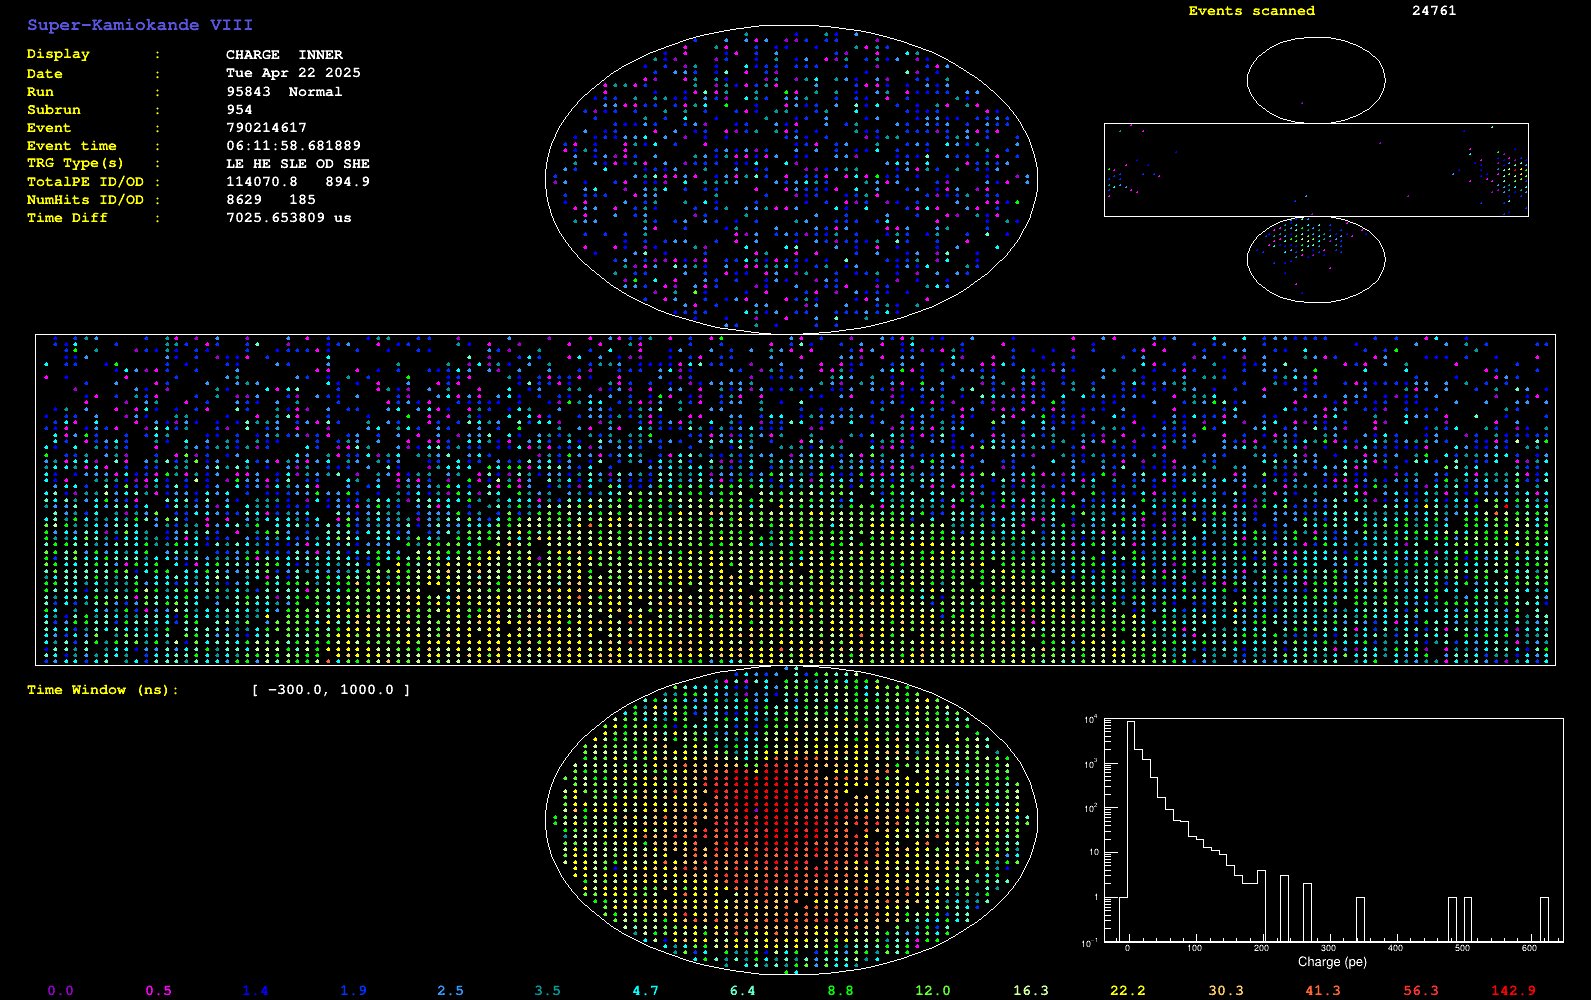 Super-Kamiokande VIII
Events scanned 24761
Display : CHARGE INNER
Date : Tue Apr 22 2025
Run : 95843 Normal
Subrun : 954
Event : 790214617
Event time : 06:11:58.681889
TRG Type(s) : LE HE SLE OD SHE
TotalPE ID/OD : 114070.8 894.9
NumHits ID/OD : 8629 185
Time Diff : 7025.653809 us
Time Window (ns): [ −300.0, 1000.0 ]
10⁴
10³
10²
10
1
10⁻¹
0 100 200 300 400 500 600
Charge (pe)
0.0 0.5 1.4 1.9 2.5 3.5 4.7 6.4 8.8 12.0 16.3 22.2 30.3 41.3 56.3 142.9